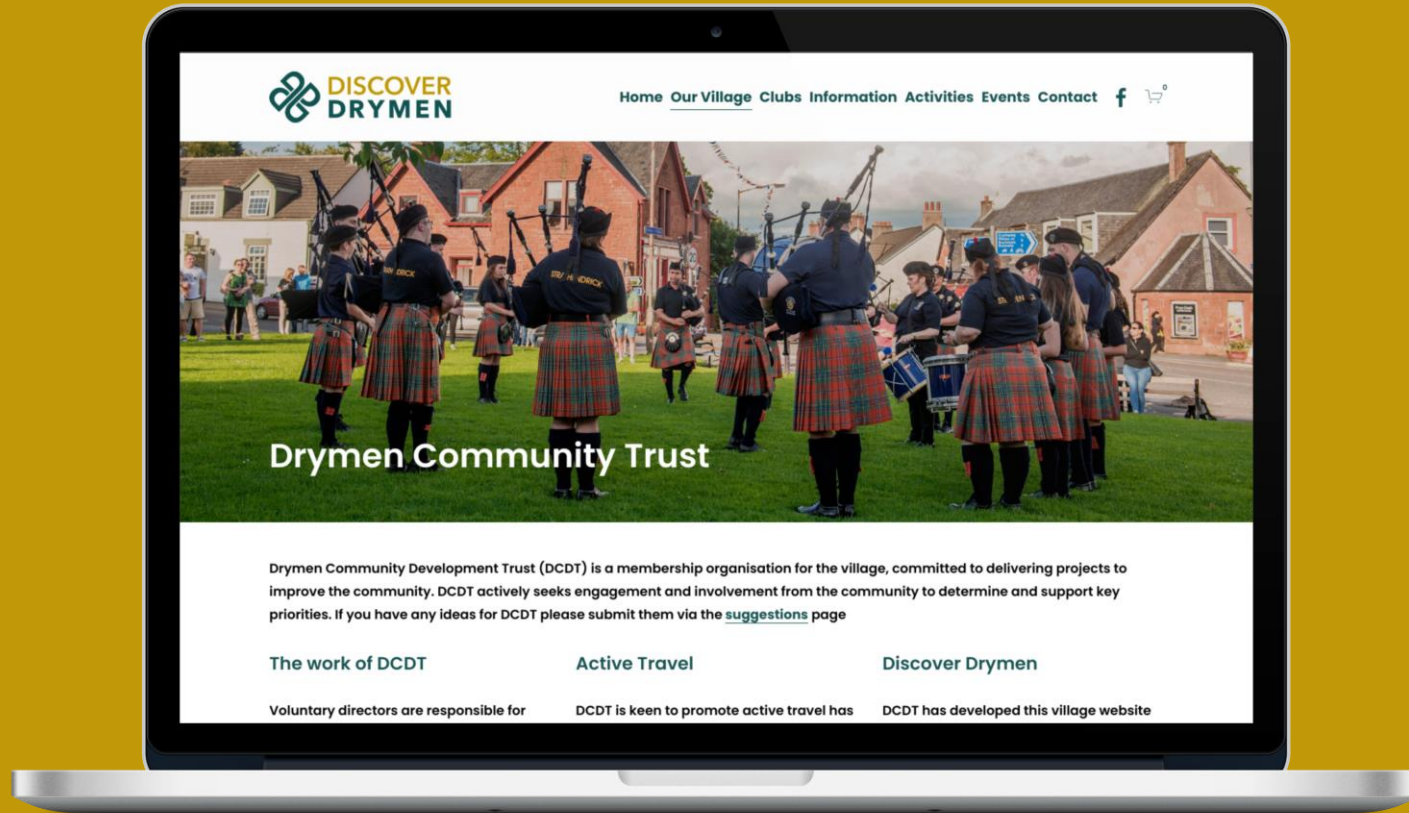 DISCOVER
DRYMEN
Home Our Village Clubs Information Activities Events Contact f 0
Drymen Community Trust
Drymen Community Development Trust (DCDT) is a membership organisation for the village, committed to delivering projects to
improve the community. DCDT actively seeks engagement and involvement from the community to determine and support key
priorities. If you have any ideas for DCDT please submit them via the suggestions page
The work of DCDT
Voluntary directors are responsible for
Active Travel
DCDT is keen to promote active travel has
Discover Drymen
DCDT has developed this village website